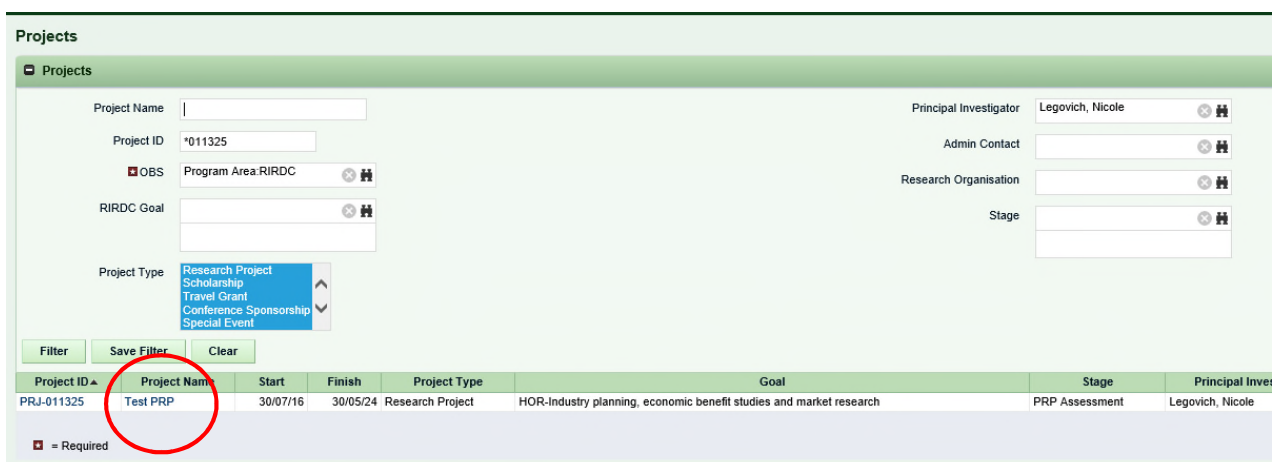 Projects
Projects
Project Name
Principal Investigator Legovich, Nicole
Project ID *011325
Admin Contact
OBS Program Area:RIRDC
Research Organisation
RIRDC Goal
Stage
Project Type Research Project
Scholarship
Travel Grant
Conference Sponsorship
Special Event
Filter Save Filter Clear
Project ID Project Name Start Finish Project Type Goal Stage Principal Inves
PRJ-011325 Test PRP 30/07/16 30/05/24 Research Project HOR-Industry planning, economic benefit studies and market research PRP Assessment Legovich, Nicole
= Required